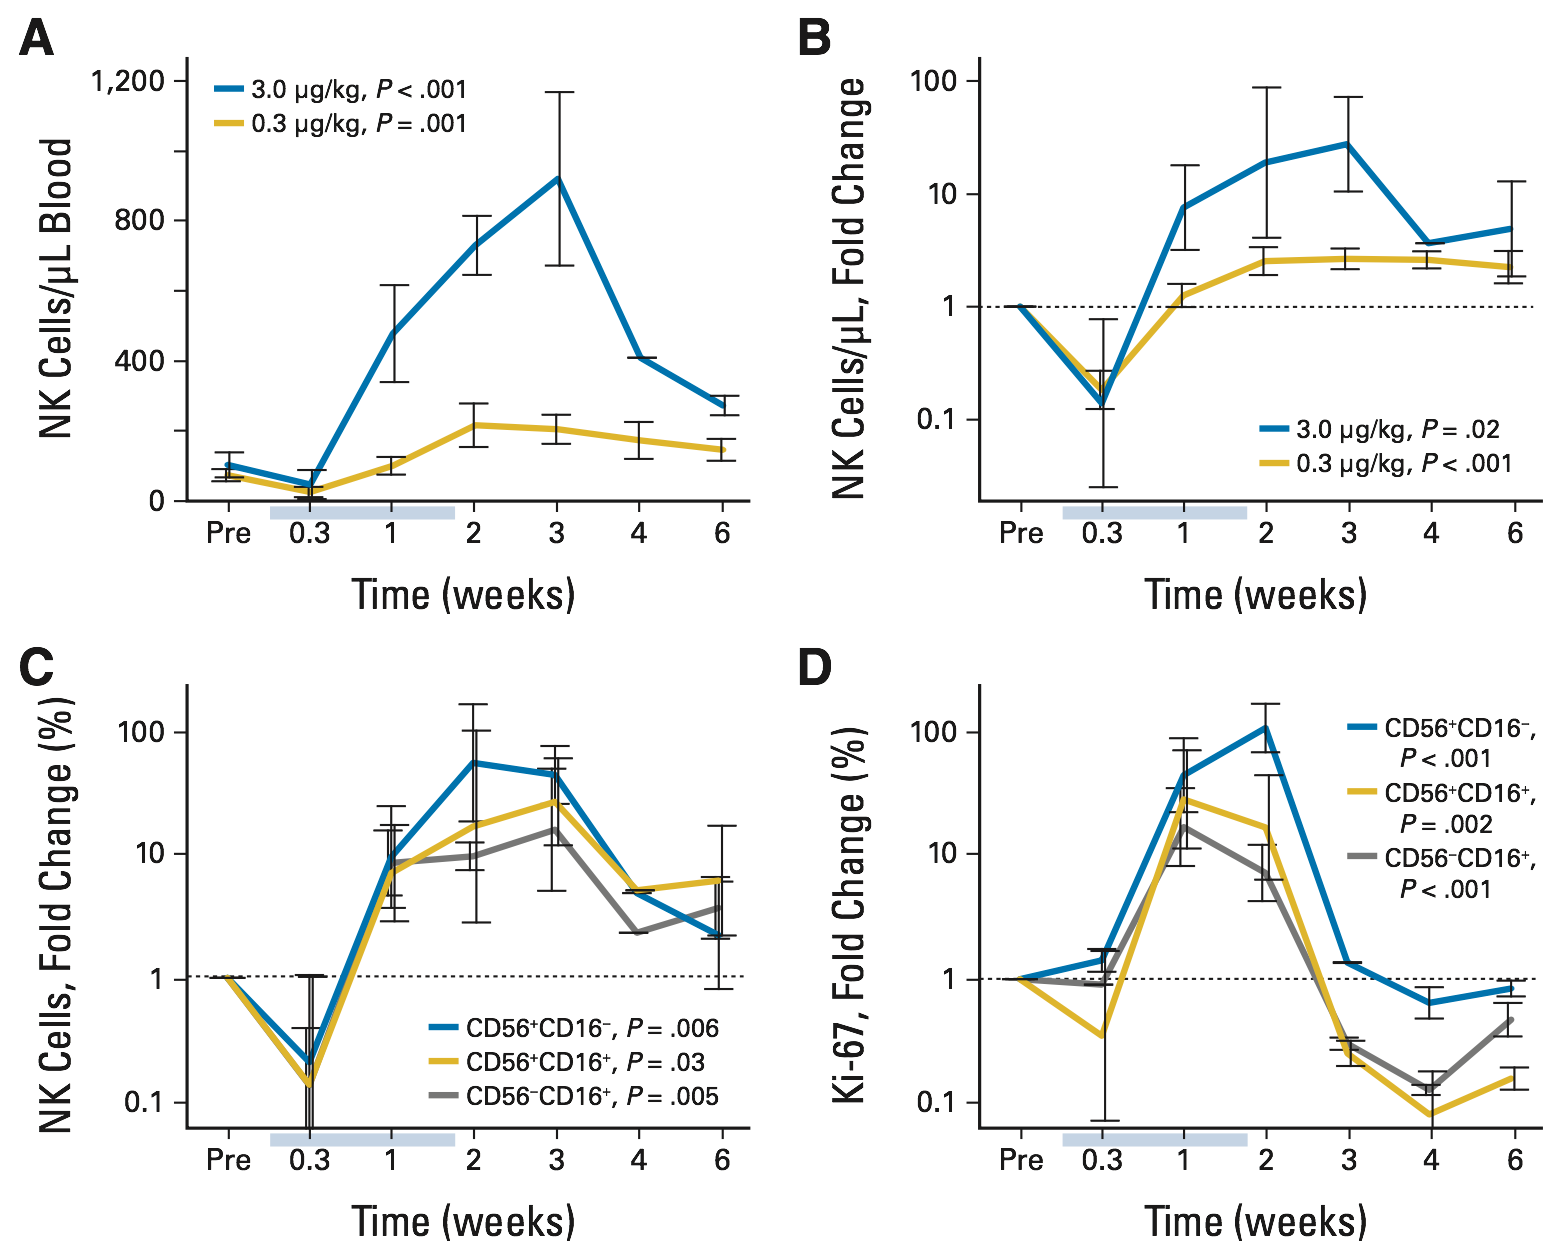 A
NK Cells/µL Blood
1,200
800
400
0
3.0 µg/kg, P < .001
0.3 µg/kg, P = .001
Pre 0.3 1 2 3 4 6
Time (weeks)
B
NK Cells/µL, Fold Change
100
10
1
0.1
3.0 µg/kg, P = .02
0.3 µg/kg, P < .001
Pre 0.3 1 2 3 4 6
Time (weeks)
C
NK Cells, Fold Change (%)
100
10
1
0.1
CD56⁺CD16⁻, P = .006
CD56⁺CD16⁺, P = .03
CD56⁻CD16⁺, P = .005
Pre 0.3 1 2 3 4 6
Time (weeks)
D
Ki-67, Fold Change (%)
100
10
1
0.1
CD56⁺CD16⁻,
P < .001
CD56⁺CD16⁺,
P = .002
CD56⁻CD16⁺,
P < .001
Pre 0.3 1 2 3 4 6
Time (weeks)